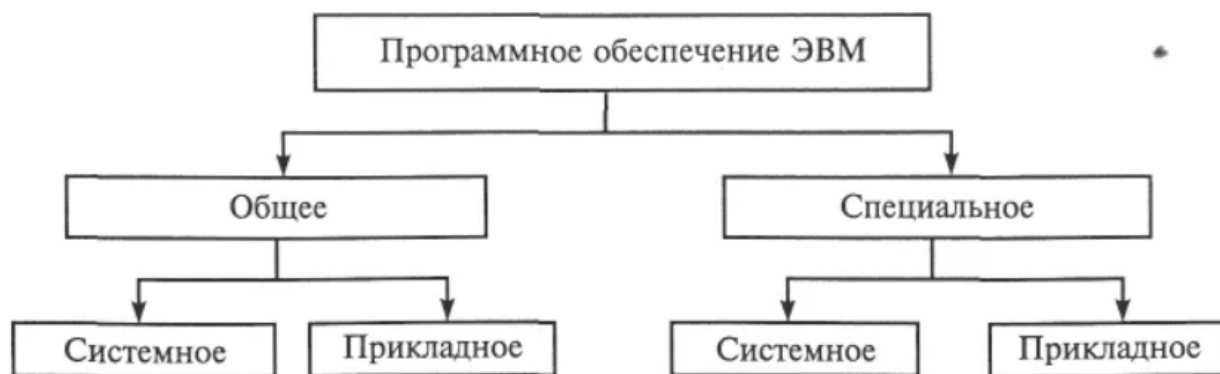 Программное обеспечение ЭВМ
Общее
Специальное
Системное
Прикладное
Системное
Прикладное